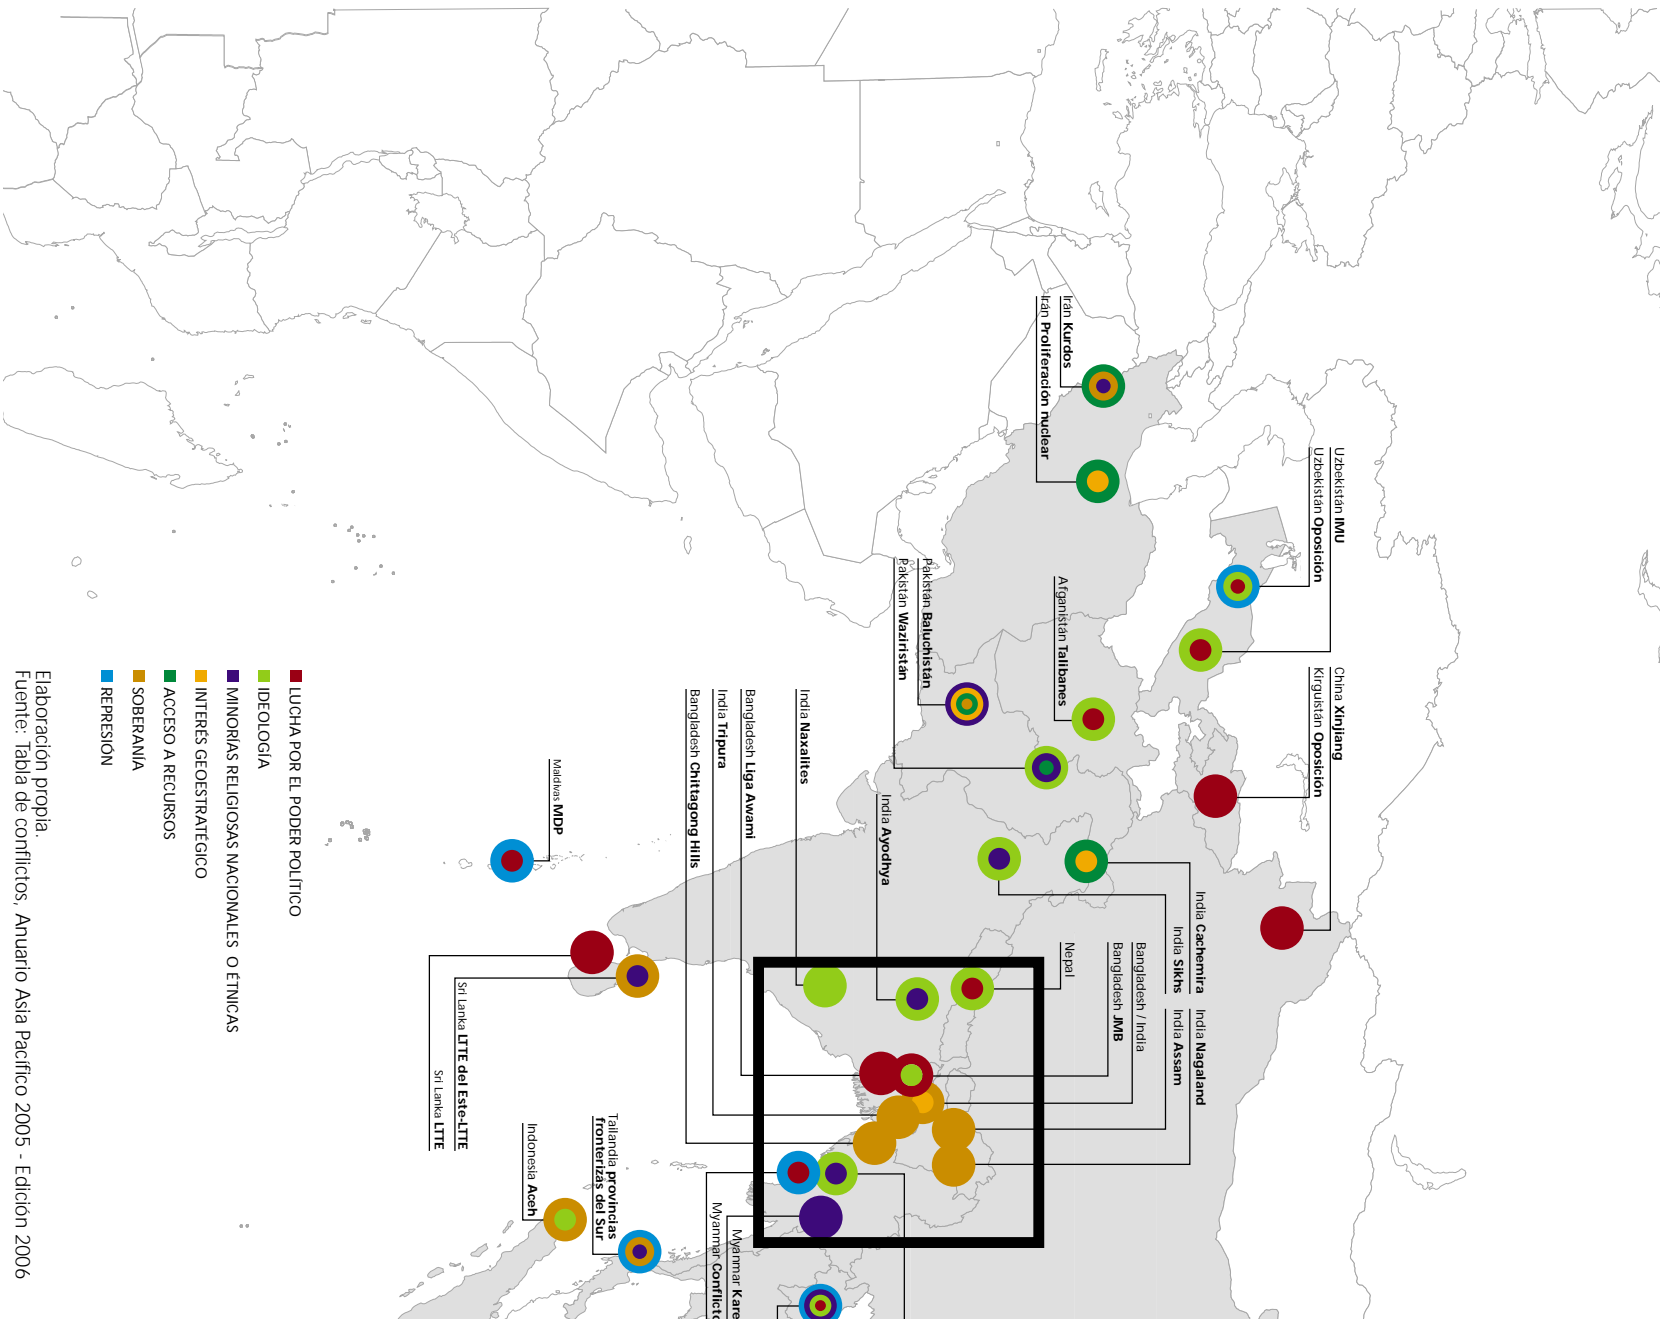 Uzbekistán IMU
Uzbekistán Oposición
China Xinjiang
Kirguistán Oposición
Irán Kurdos
Irán Proliferación nuclear
Afganistán Talibanes
Pakistán Baluchistán
Pakistán Waziristán
India Cachemira
India Sikhs
India Nagaland
India Assam
Bangladesh / India
Bangladesh JMB
Nepal
India Ayodhya
India Naxalites
Bangladesh Liga Awami
India Tripura
Bangladesh Chittagong Hills
Myanmar Kare
Myanmar Conflicto
Maldivas MDP
Tailandia provincias
fronterizas del Sur
Indonesia Aceh
Sri Lanka LTTE del Este-LTTE
Sri Lanka LTTE
LUCHA POR EL PODER POLÍTICO
IDEOLOGÍA
MINORÍAS RELIGIOSAS NACIONALES O ÉTNICAS
INTERÉS GEOESTRATÉGICO
ACCESO A RECURSOS
SOBERANÍA
REPRESIÓN
Elaboración propia.
Fuente: Tabla de conflictos, Anuario Asia Pacífico 2005 - Edición 2006